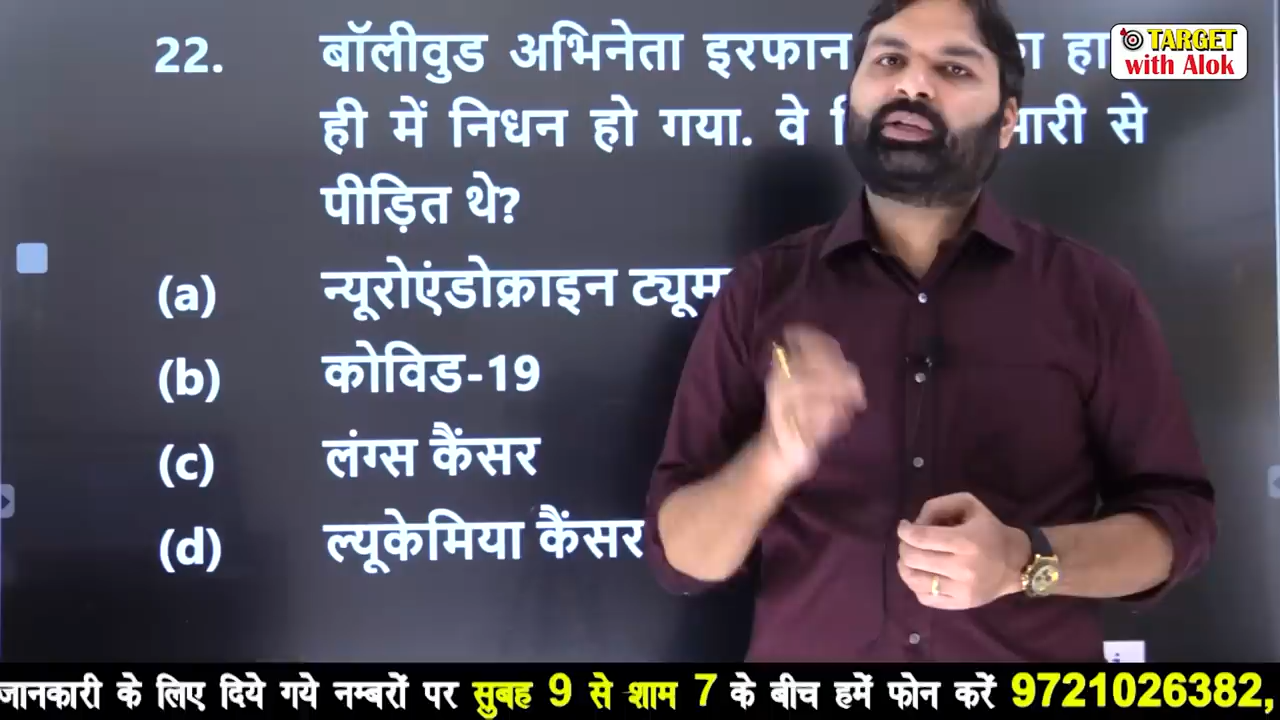 TARGET
with Alok
22. बॉलीवुड अभिनेता इरफान
ही में निधन हो गया. वे से
पीड़ित थे?
(a) न्यूरोएंडोक्राइन
(b) कोविड-19
(c) लंग्स कैंसर
(d) ल्यूकेमिया कैंसर
जानकारी के लिए दिये गये नम्बरों पर सुबह 9 से शाम 7 के बीच हमें फोन करें 9721026382,